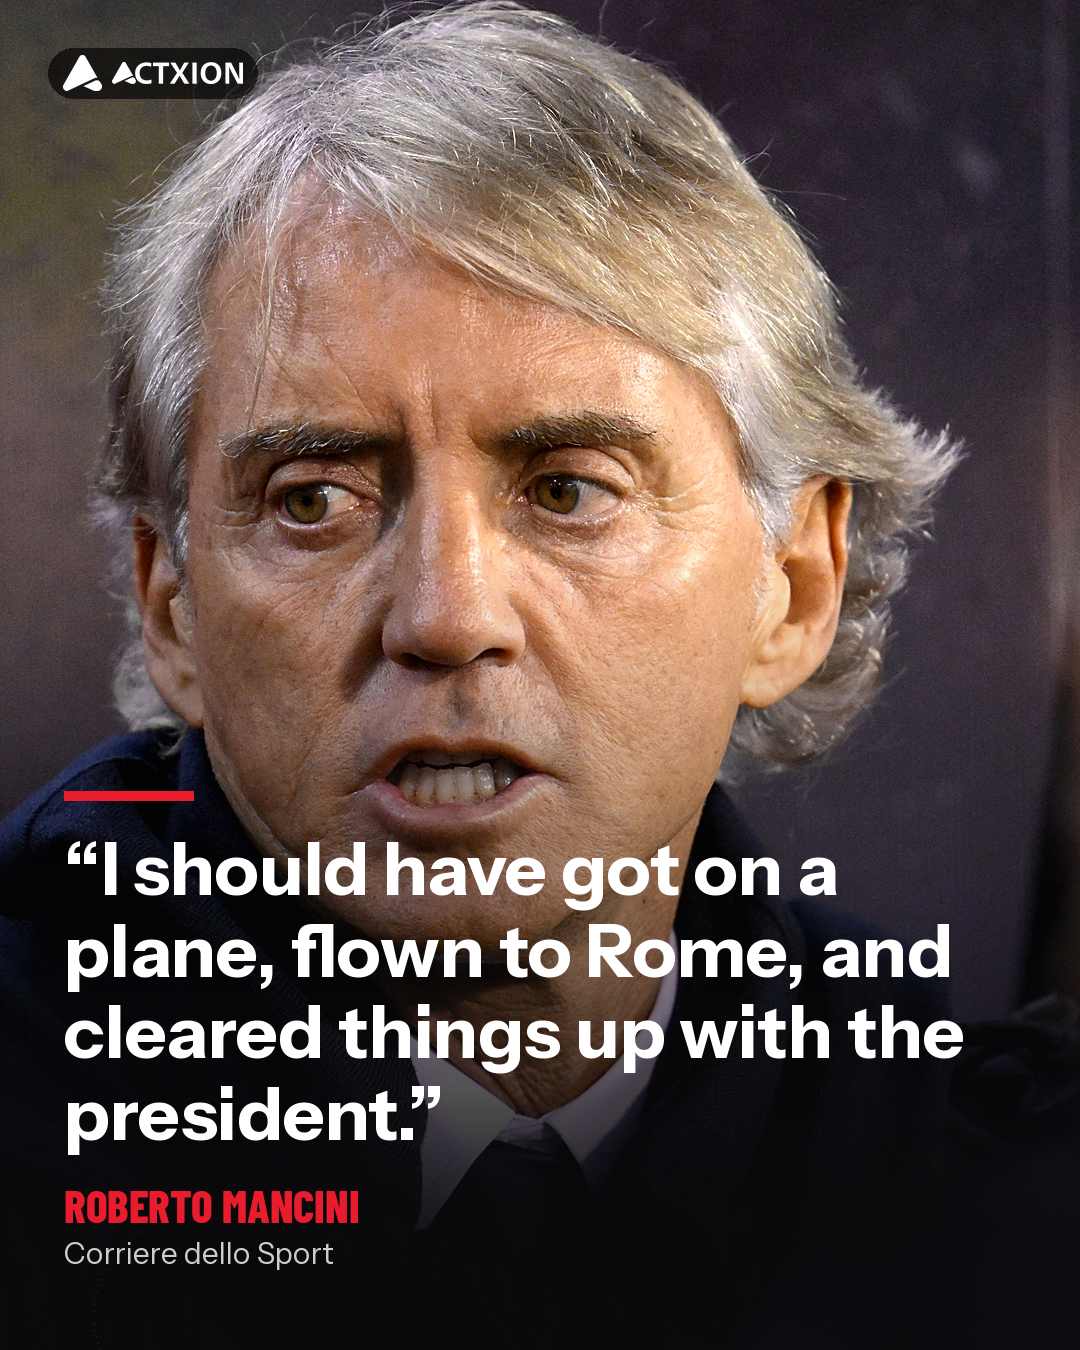 ACTXION
“I should have got on a
plane, flown to Rome, and
cleared things up with the
president.”
ROBERTO MANCINI
Corriere dello Sport